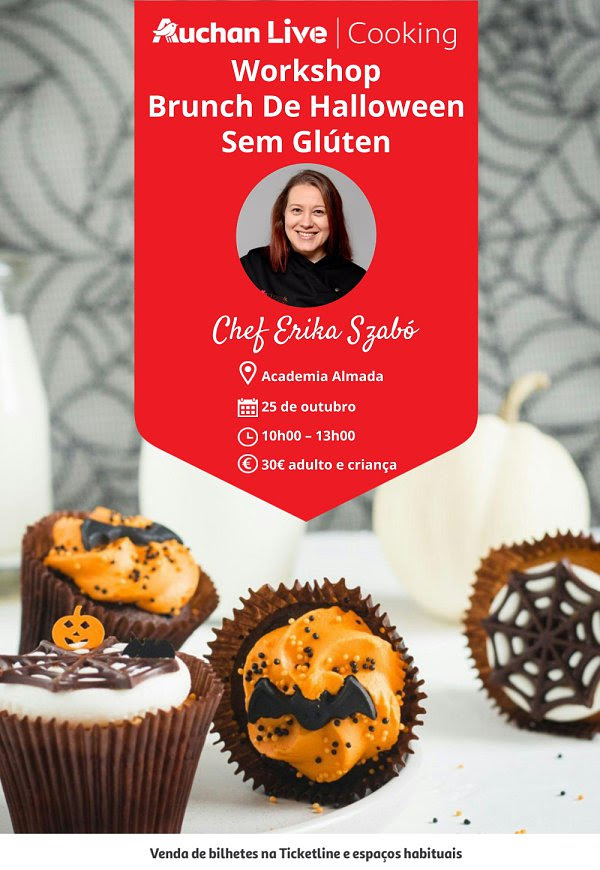 Auchan Live | Cooking
Workshop
Brunch De Halloween
Sem Glúten
Chef Erika Szabó
Academia Almada
25 de outubro
10h00 – 13h00
30€ adulto e criança
Venda de bilhetes na Ticketline e espaços habituais